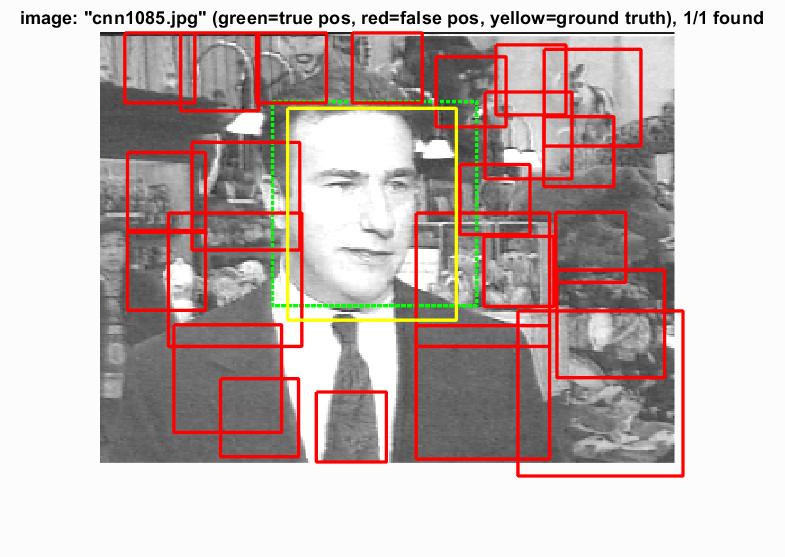 image: "cnn1085.jpg" (green=true pos, red=false pos, yellow=ground truth), 1/1 found